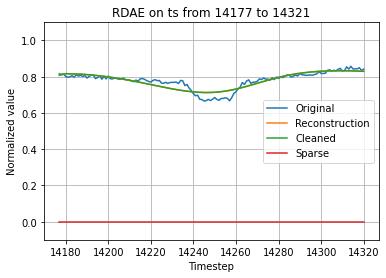 RDAE on ts from 14177 to 14321
Normalized value
1.0
0.8
0.6
0.4
0.2
0.0
Original
Reconstruction
Cleaned
Sparse
14180 14200 14220 14240 14260 14280 14300 14320
Timestep